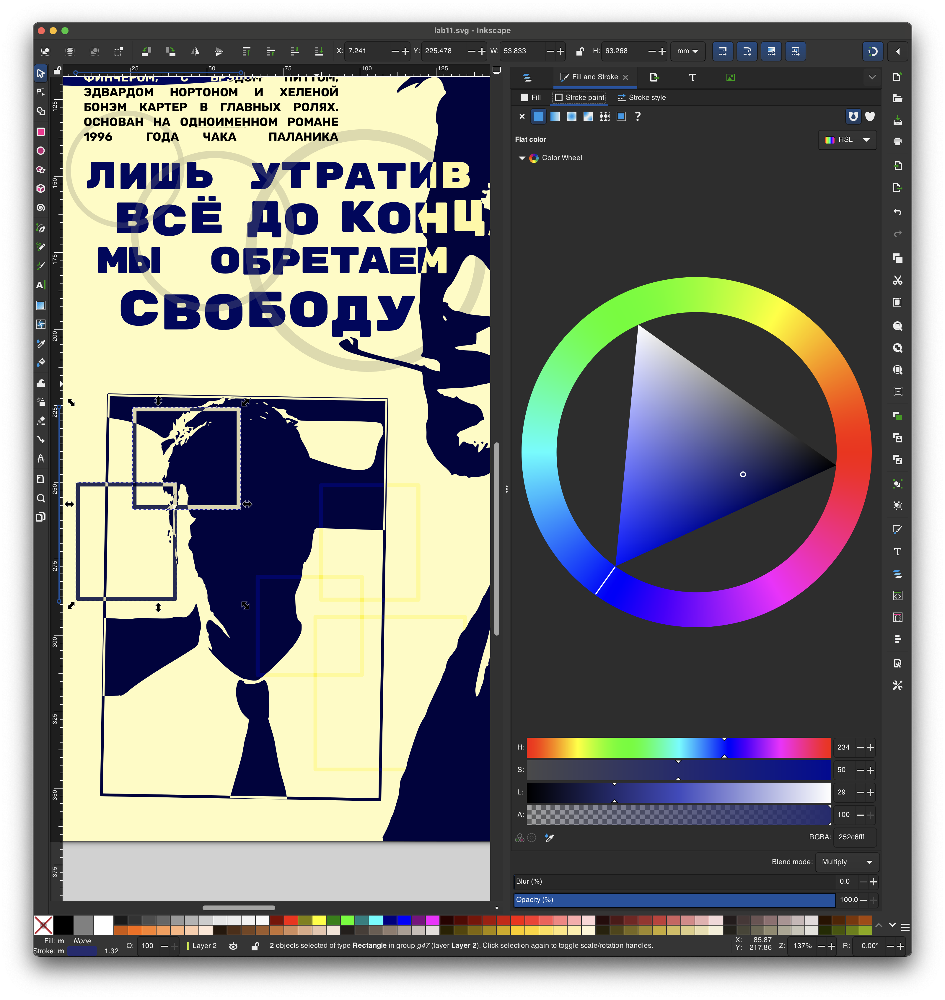 lab11.svg - Inkscape
X: 7.241 Y: 225.478 W: 53.833 H: 63.268 mm
25 50 75 100 125
Fill and Stroke
Fill Stroke paint Stroke style
Flat color
HSL
Color Wheel
125
150
175
200
225
250
275
300
325
350
375
ФИНЧЕРОМ, С БРЭДОМ ПИТТОМ,
ЭДВАРДОМ НОРТОНОМ И ХЕЛЕНОЙ
БОНЭМ КАРТЕР В ГЛАВНЫХ РОЛЯХ.
ОСНОВАН НА ОДНОИМЕННОМ РОМАНЕ
1996 ГОДА ЧАКА ПАЛАНИКА
ЛИШЬ УТРАТИВ
ВСЁ ДО КОНЦ
МЫ ОБРЕТАЕМ
СВОБОДУ
H: 234
S: 50
L: 29
A: 100
RGBA: 252c6fff
Blend mode: Multiply
Blur (%) 0.0
Opacity (%) 100.0
Fill: m None
Stroke: m 1.32
O: 100
Layer 2
2 objects selected of type Rectangle in group g47 (layer Layer 2). Click selection again to toggle scale/rotation handles.
X: 85.87
Y: 217.86
Z: 137%
R: 0.00°